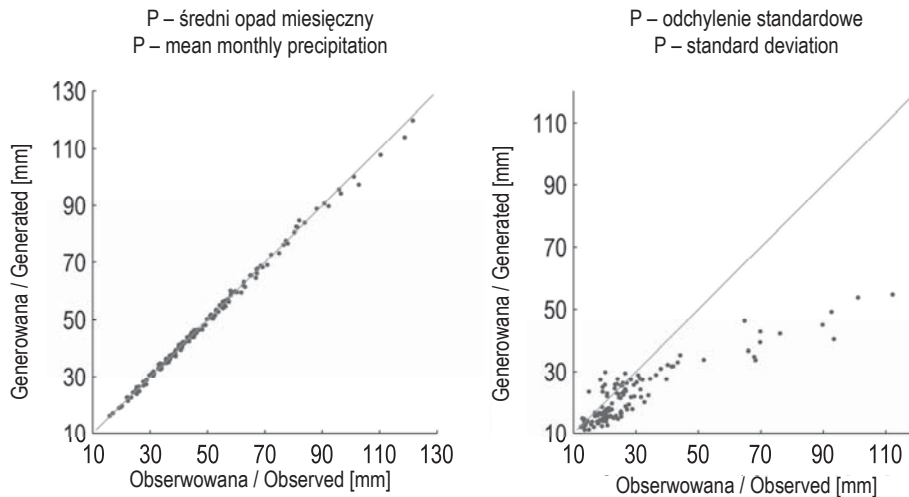 P – średni opad miesięczny
P – mean monthly precipitation
130
110
90
70
50
30
10
10 30 50 70 90 110 130
Generowana / Generated [mm]
Obserwowana / Observed [mm]
P – odchylenie standardowe
P – standard deviation
110
90
70
50
30
10
10 30 50 70 90 110
Generowana / Generated [mm]
Obserwowana / Observed [mm]